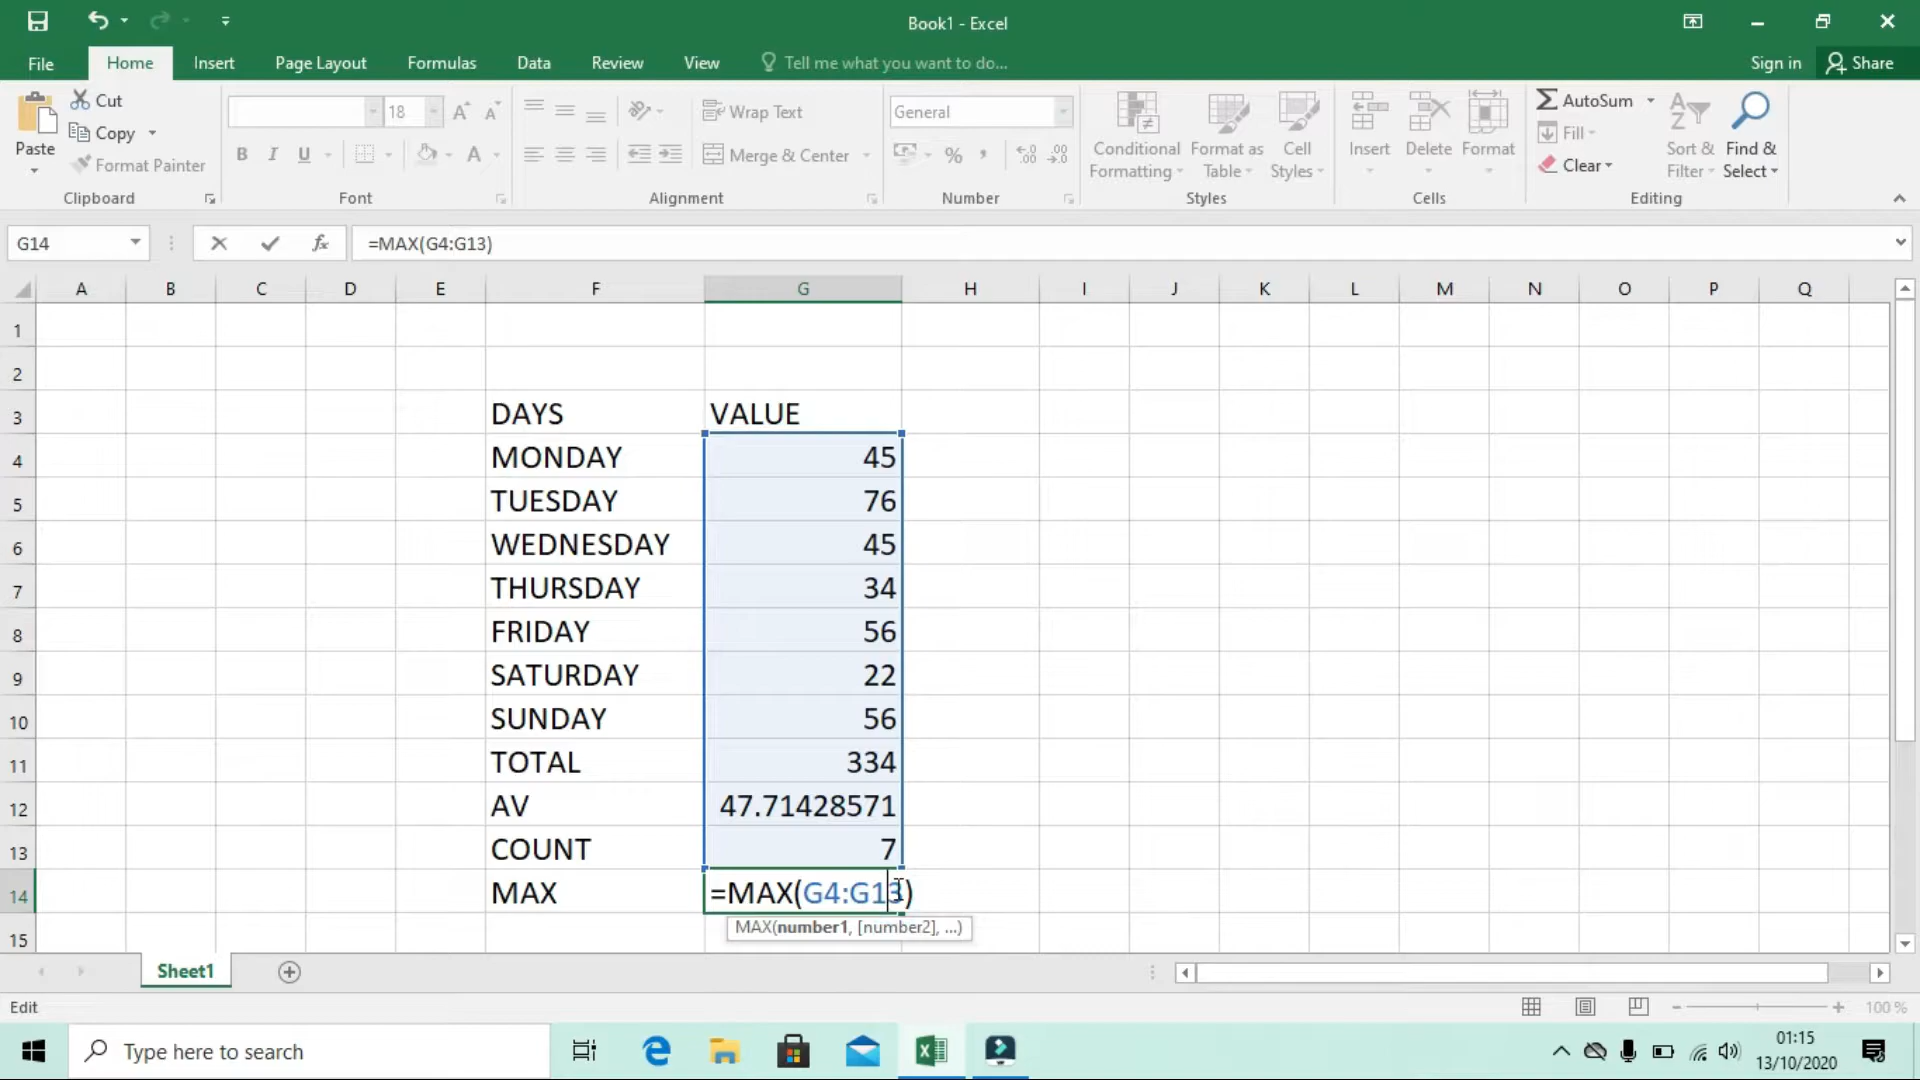 Book1 - Excel
File Home Insert Page Layout Formulas Data Review View Tell me what you want to do... Sign in Share
Paste
Cut
Copy
Format Painter
Clipboard
18
B I U A
Font
Wrap Text
Merge & Center
Alignment
General
%
Number
Conditional Formatting
Format as Table
Cell Styles
Styles
Insert
Delete
Format
Cells
AutoSum
Fill
Clear
Sort & Filter
Find & Select
Editing
G14 fx =MAX(G4:G13)
A B C D E F G H I J K L M N O P Q
1
2
3 DAYS VALUE
4 MONDAY 45
5 TUESDAY 76
6 WEDNESDAY 45
7 THURSDAY 34
8 FRIDAY 56
9 SATURDAY 22
10 SUNDAY 56
11 TOTAL 334
12 AV 47.71428571
13 COUNT 7
14 MAX =MAX(G4:G13)
MAX(number1, [number2], ...)
15
Sheet1
Edit 100 %
Type here to search
01:15
13/10/2020